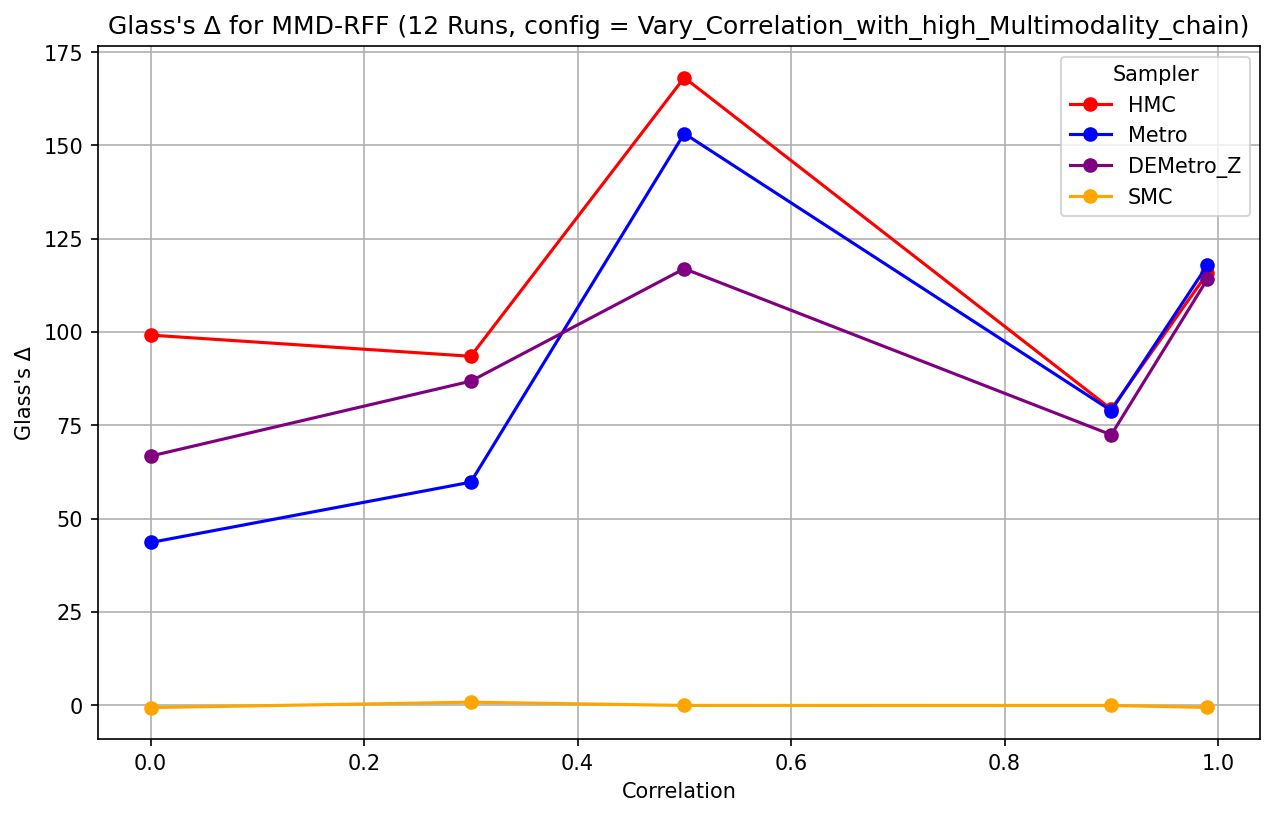 Glass's Δ for MMD-RFF (12 Runs, config = Vary_Correlation_with_high_Multimodality_chain)
Glass's Δ
175
150
125
100
75
50
25
0
Sampler
HMC
Metro
DEMetro_Z
SMC
0.0 0.2 0.4 0.6 0.8 1.0
Correlation